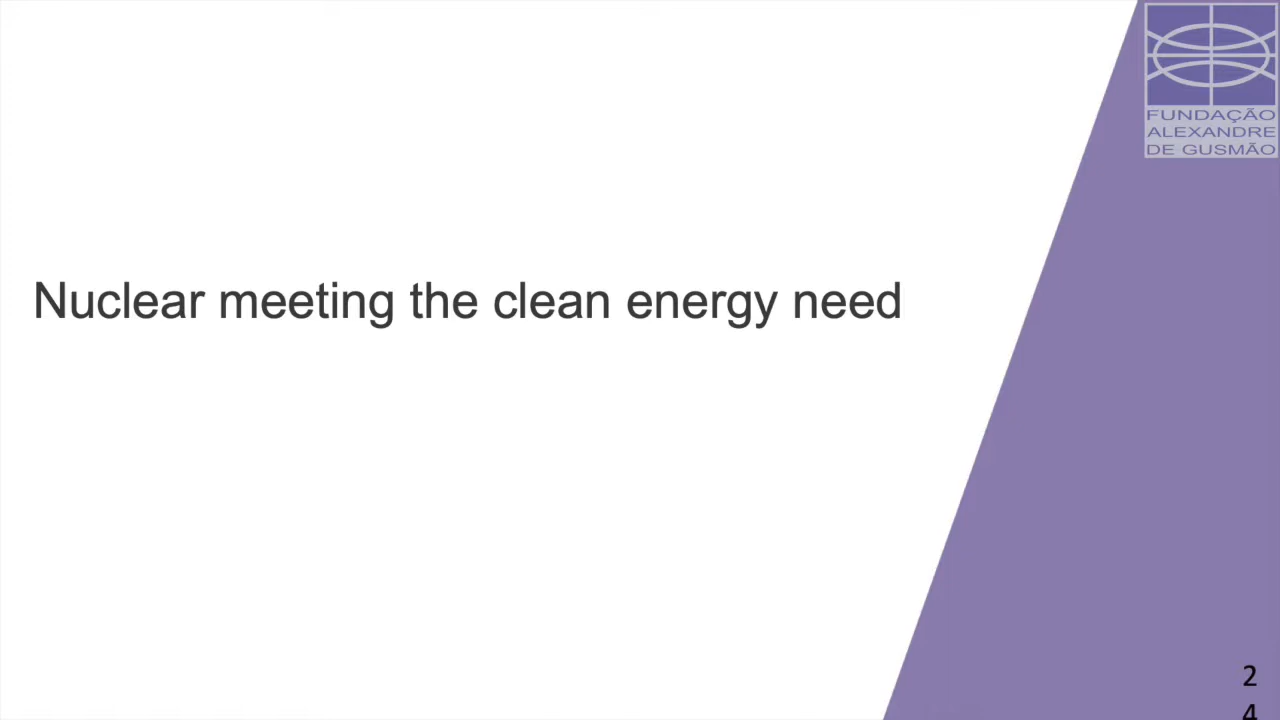 FUNDAÇÃO
ALEXANDRE
DE GUSMÃO
Nuclear meeting the clean energy need
2
4